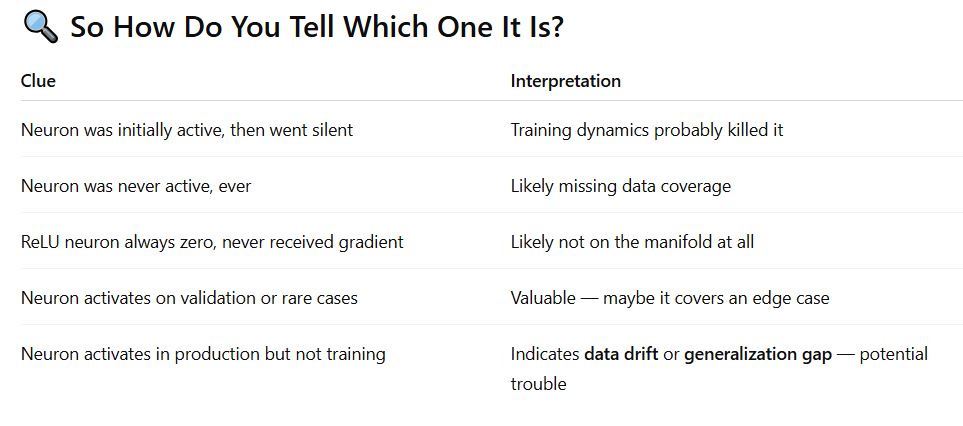 🔍 So How Do You Tell Which One It Is?
Clue Interpretation
Neuron was initially active, then went silent Training dynamics probably killed it
Neuron was never active, ever Likely missing data coverage
ReLU neuron always zero, never received gradient Likely not on the manifold at all
Neuron activates on validation or rare cases Valuable — maybe it covers an edge case
Neuron activates in production but not training Indicates data drift or generalization gap — potential
trouble